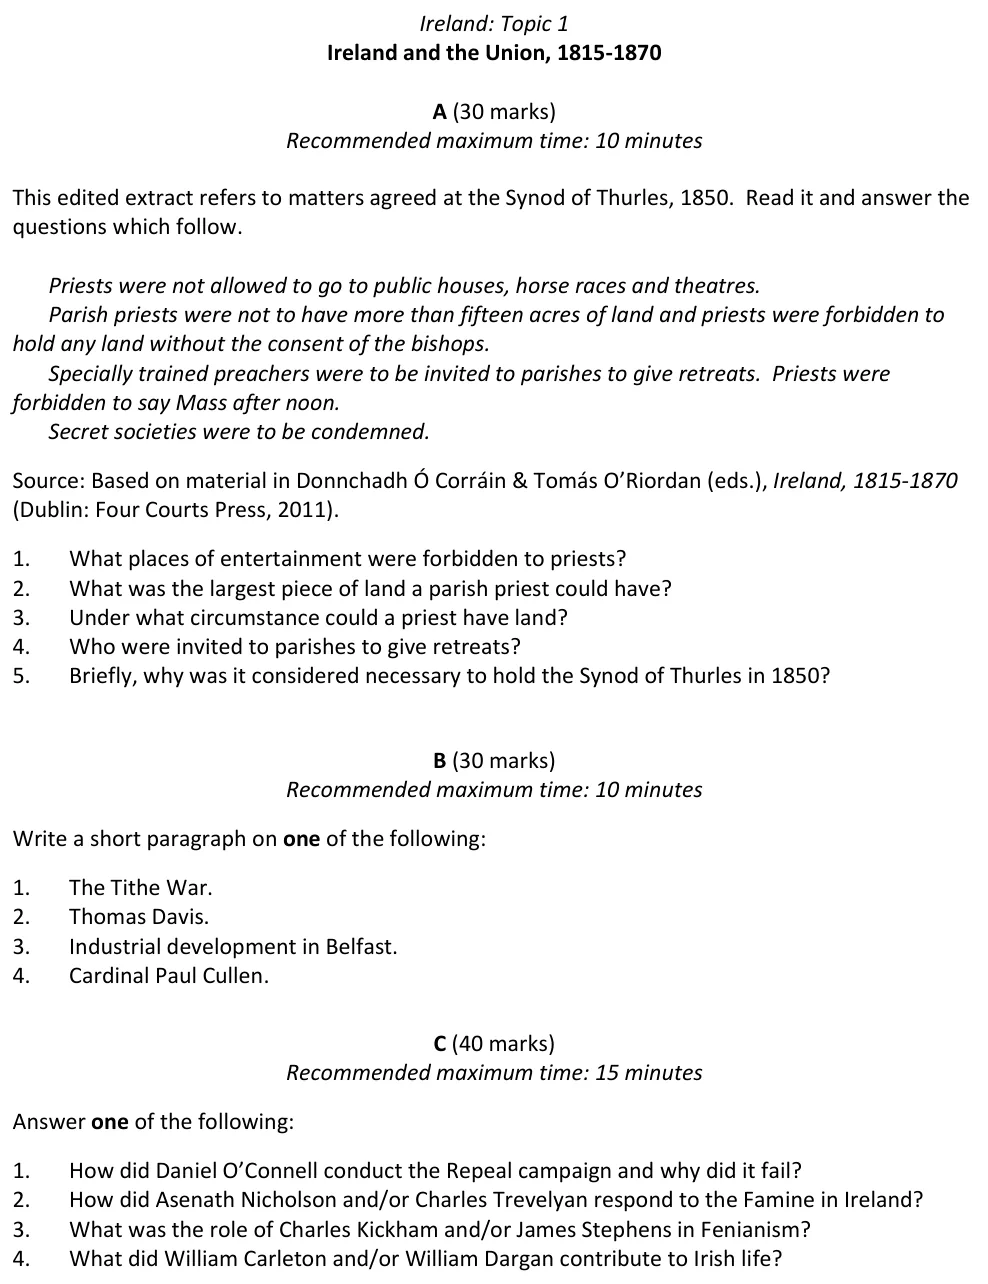 Ireland: Topic 1
Ireland and the Union, 1815-1870
A (30 marks)
Recommended maximum time: 10 minutes
This edited extract refers to matters agreed at the Synod of Thurles, 1850.  Read it and answer the
questions which follow.
Priests were not allowed to go to public houses, horse races and theatres.
Parish priests were not to have more than fifteen acres of land and priests were forbidden to
hold any land without the consent of the bishops.
Specially trained preachers were to be invited to parishes to give retreats.  Priests were
forbidden to say Mass after noon.
Secret societies were to be condemned.
Source: Based on material in Donnchadh Ó Corráin & Tomás O’Riordan (eds.), Ireland, 1815-1870
(Dublin: Four Courts Press, 2011).
1. What places of entertainment were forbidden to priests?
2. What was the largest piece of land a parish priest could have?
3. Under what circumstance could a priest have land?
4. Who were invited to parishes to give retreats?
5. Briefly, why was it considered necessary to hold the Synod of Thurles in 1850?
B (30 marks)
Recommended maximum time: 10 minutes
Write a short paragraph on one of the following:
1. The Tithe War.
2. Thomas Davis.
3. Industrial development in Belfast.
4. Cardinal Paul Cullen.
C (40 marks)
Recommended maximum time: 15 minutes
Answer one of the following:
1. How did Daniel O’Connell conduct the Repeal campaign and why did it fail?
2. How did Asenath Nicholson and/or Charles Trevelyan respond to the Famine in Ireland?
3. What was the role of Charles Kickham and/or James Stephens in Fenianism?
4. What did William Carleton and/or William Dargan contribute to Irish life?